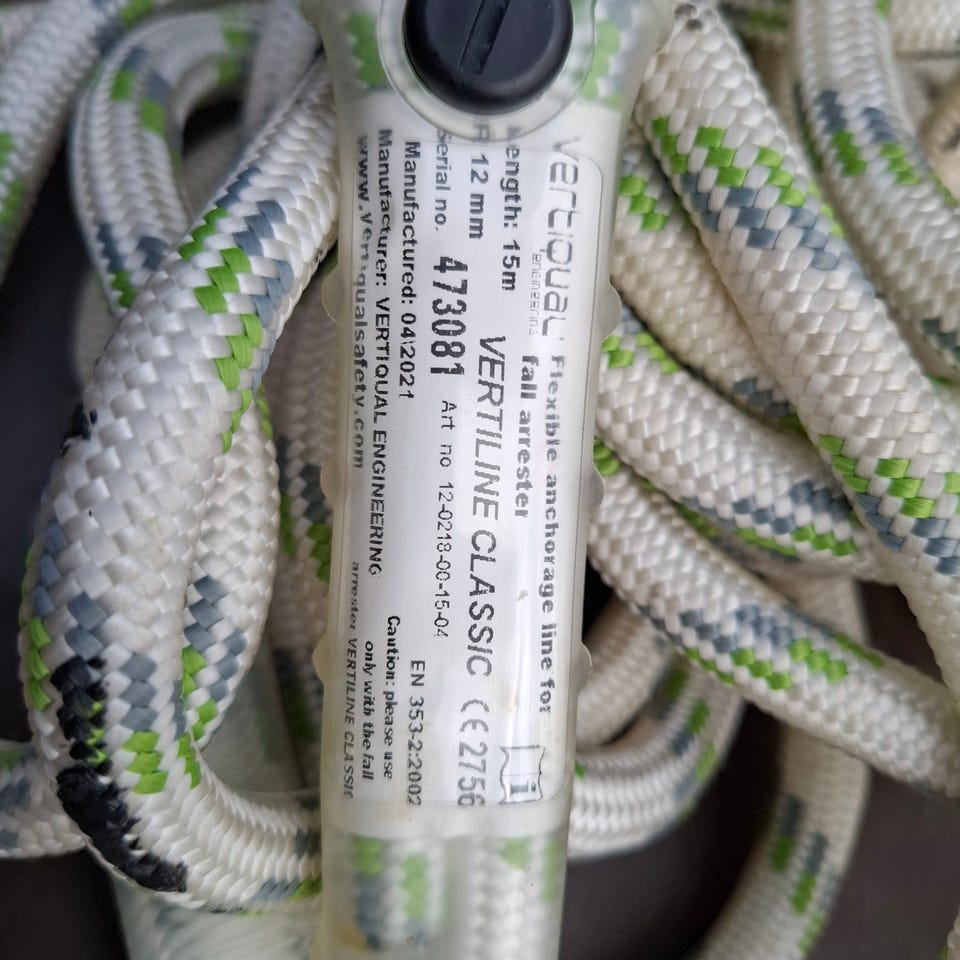 vertiqual
engineering
Flexible anchorage line for
fall arrester
VERTILINE CLASSIC CE 2756
ength: 15m
12 mm
Serial no. 473081 Art no 12-0218-00-15-04
EN 353-2:2002
Manufactured: 04\2021
Manufacturer: VERTIQUAL ENGINEERING
www.vertiqualsafety.com
Caution: please use
only with the fall
arrester VERTILINE CLASSIC